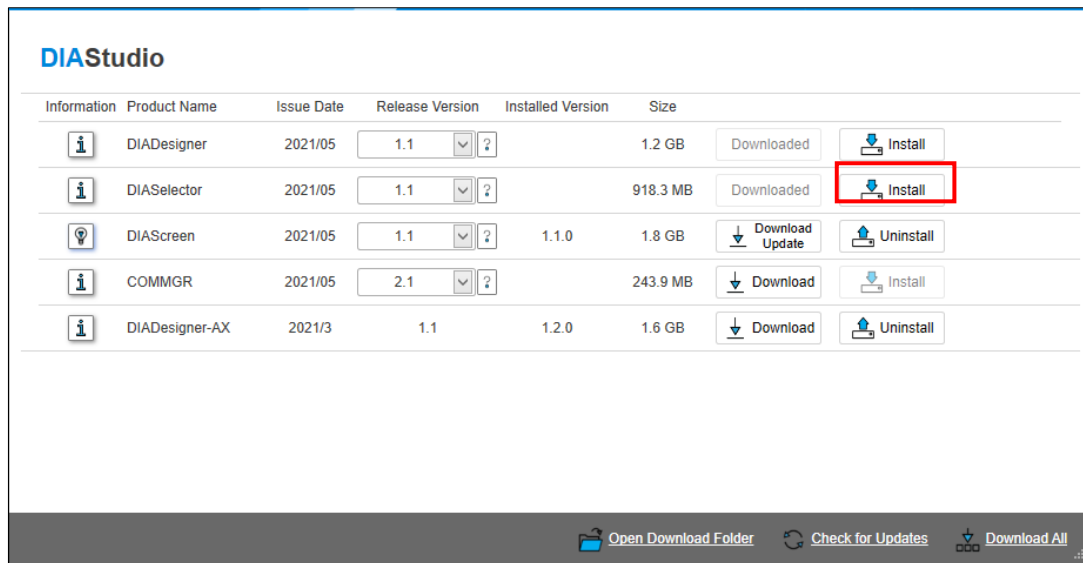 DIAStudio
Information Product Name Issue Date Release Version Installed Version Size
i DIADesigner 2021/05 1.1 ? 1.2 GB Downloaded Install
i DIASelector 2021/05 1.1 ? 918.3 MB Downloaded Install
DIAScreen 2021/05 1.1 ? 1.1.0 1.8 GB Download Update Uninstall
i COMMGR 2021/05 2.1 ? 243.9 MB Download Install
i DIADesigner-AX 2021/3 1.1 1.2.0 1.6 GB Download Uninstall
Open Download Folder Check for Updates Download All